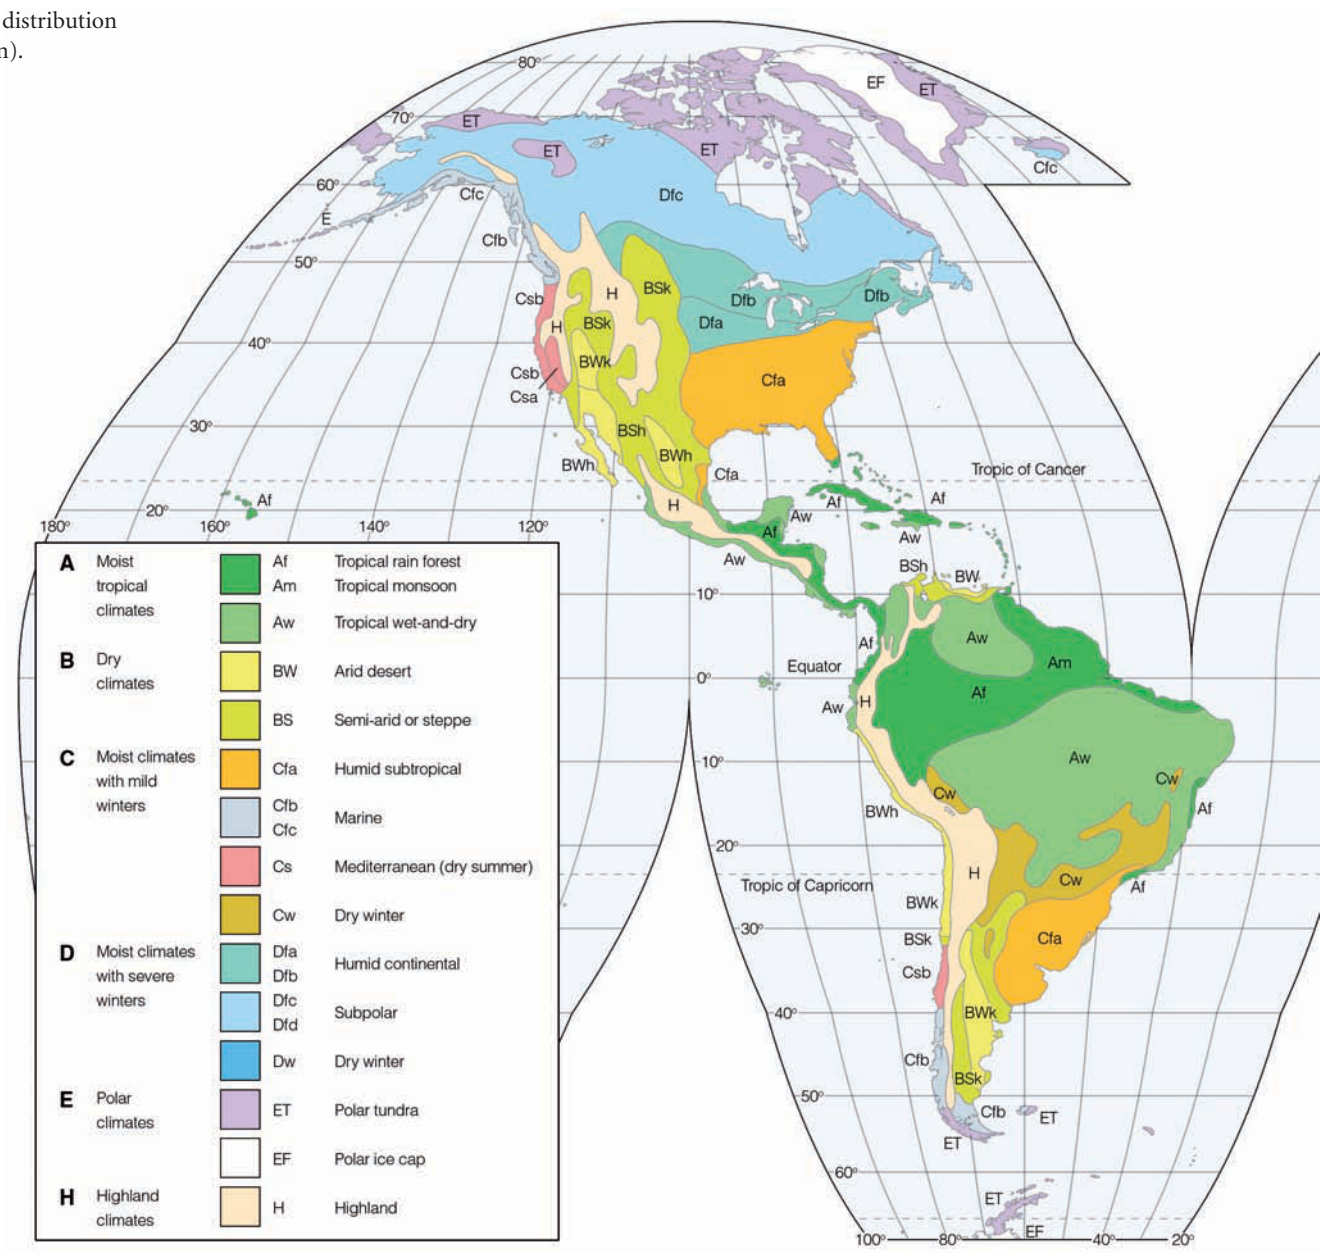 distribution
n).
80°
EF
ET
70°
ET
ET
ET
Cfc
60°
Cfc
Dfc
E
Cfb
50°
BSk
H
Csb
Dfb
Dfb
BSk
Dfa
H
40°
BWk
Csb
Cfa
Csa
30°
BSh
BWh
BWh
Cfa
Tropic of Cancer
Af
H
Af
Af
Aw
180°
160°
20°
140°
120°
Af
Aw
Aw
BSh
BW
10°
Aw
Af
Am
Equator
0°
Af
H
Aw
Aw
10°
Cw
Cw
BWh
Af
20°
H
Cw
Tropic of Capricorn
Af
BWk
30°
BSk
Cfa
Csb
40°
BWk
Cfb
BSk
50°
Cfb
ET
ET
60°
ET
EF
100°
80°
40°
20°
A Moist tropical climates
Af Tropical rain forest
Am Tropical monsoon
Aw Tropical wet-and-dry
B Dry climates
BW Arid desert
BS Semi-arid or steppe
C Moist climates with mild winters
Cfa Humid subtropical
Cfb
Cfc
Marine
Cs Mediterranean (dry summer)
Cw Dry winter
D Moist climates with severe winters
Dfa
Dfb
Humid continental
Dfc
Dfd
Subpolar
Dw Dry winter
E Polar climates
ET Polar tundra
EF Polar ice cap
H Highland climates
H Highland